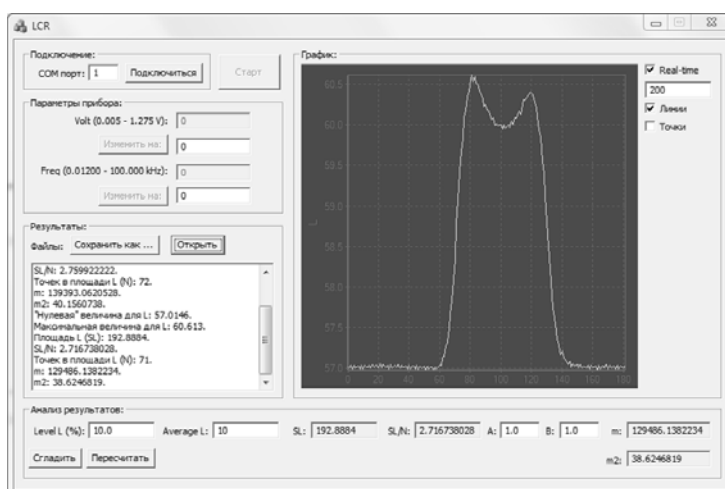 LCR
Подключение:
COM порт: 1 Подключиться Старт
Параметры прибора:
Volt (0.005 - 1.275 V): 0
Изменить на: 0
Freq (0.01200 - 100.000 kHz): 0
Изменить на: 0
Результаты:
Файлы: Сохранить как ... Открыть
SL/N: 2.759922222.
Точек в площади L (N): 72.
m: 139393.0620528.
m2: 40.1560738.
"Нулевая" величина для L: 57.0146.
Максимальная величина для L: 60.613.
Площадь L (SL): 192.8884.
SL/N: 2.716738028.
Точек в площади L (N): 71.
m: 129486.1382234.
m2: 38.6246819.
График:
60.5
60.0
59.5
59.0
58.5
58.0
57.5
57.0
L
0 20 40 60 80 100 120 140 160 180
Real-time
200
Линии
Точки
Анализ результатов:
Level L (%): 10.0 Average L: 10 SL: 192.8884 SL/N: 2.716738028 A: 1.0 B: 1.0 m: 129486.1382234
Сгладить Пересчитать m2: 38.6246819